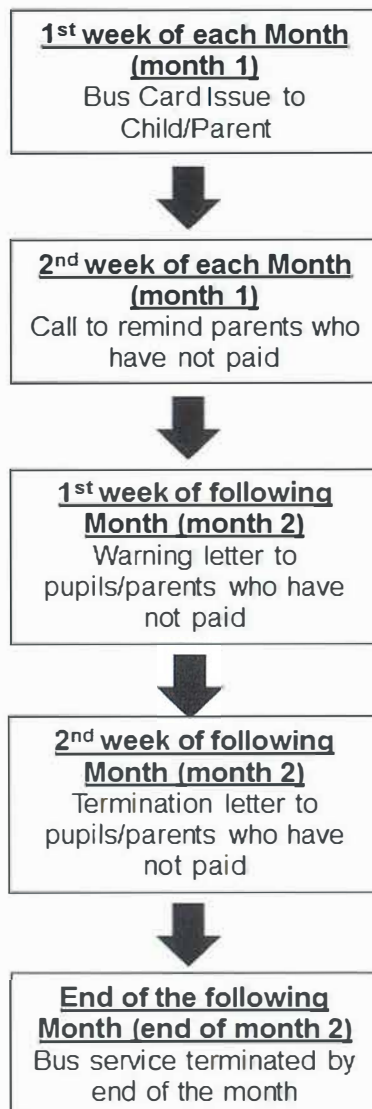 1st week of each Month
(month 1)
Bus Card Issue to
Child/Parent
2nd week of each Month
(month 1)
Call to remind parents who
have not paid
1st week of following
Month (month 2)
Warning letter to
pupils/parents who have
not paid
2nd week of following
Month (month 2)
Termination letter to
pupils/parents who have
not paid
End of the following
Month (end of month 2)
Bus service terminated by
end of the month